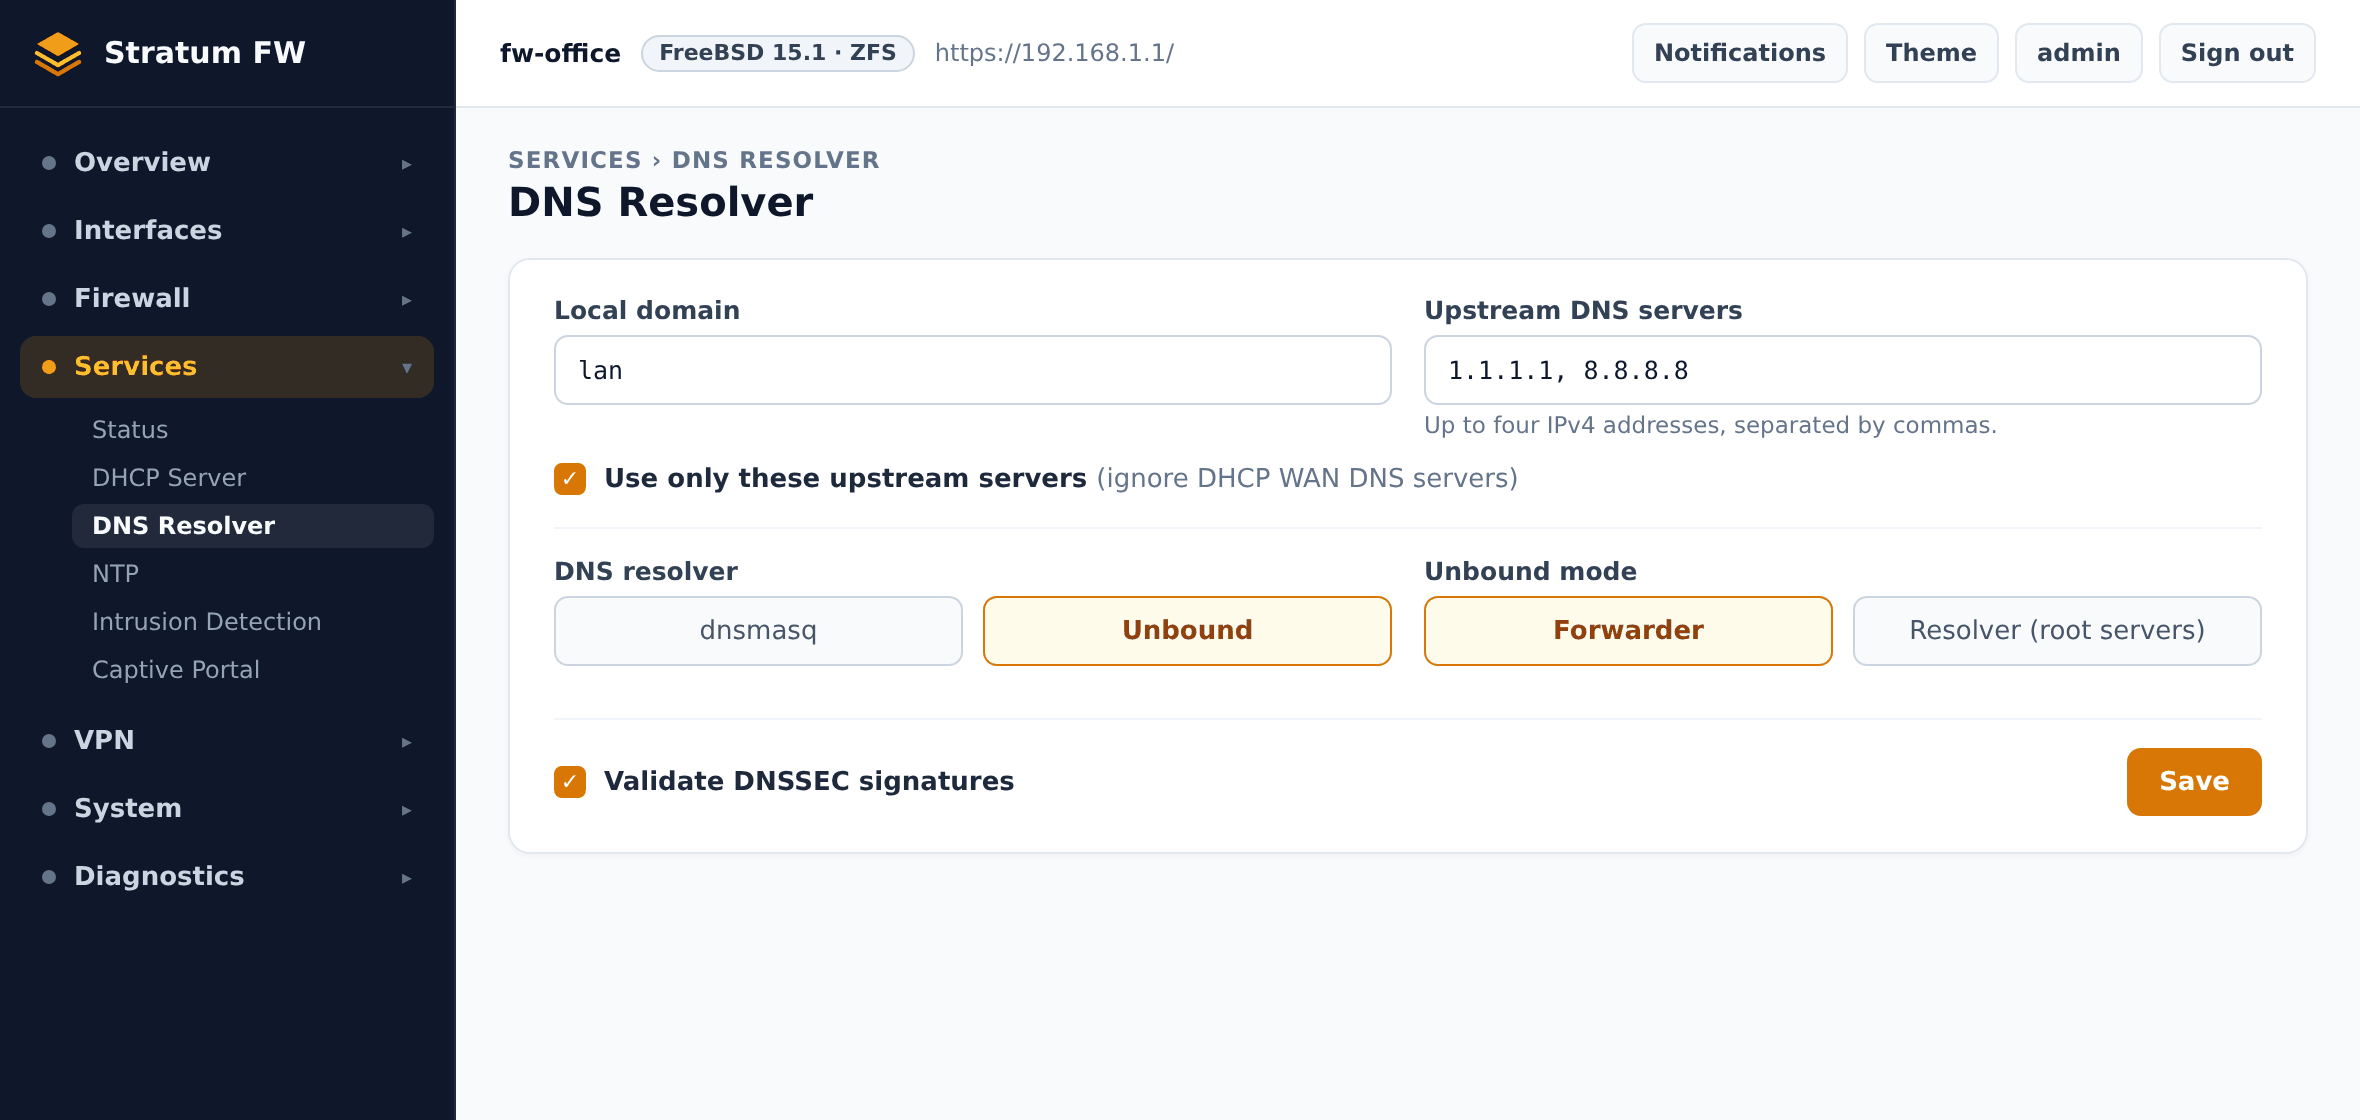 Stratum FW
fw-office
FreeBSD 15.1 · ZFS
https://192.168.1.1/
Notifications
Theme
admin
Sign out
Overview
Interfaces
Firewall
Services
Status
DHCP Server
DNS Resolver
NTP
Intrusion Detection
Captive Portal
VPN
System
Diagnostics
SERVICES › DNS RESOLVER
DNS Resolver
Local domain
lan
Upstream DNS servers
1.1.1.1, 8.8.8.8
Up to four IPv4 addresses, separated by commas.
Use only these upstream servers (ignore DHCP WAN DNS servers)
DNS resolver
dnsmasq
Unbound
Unbound mode
Forwarder
Resolver (root servers)
Validate DNSSEC signatures
Save